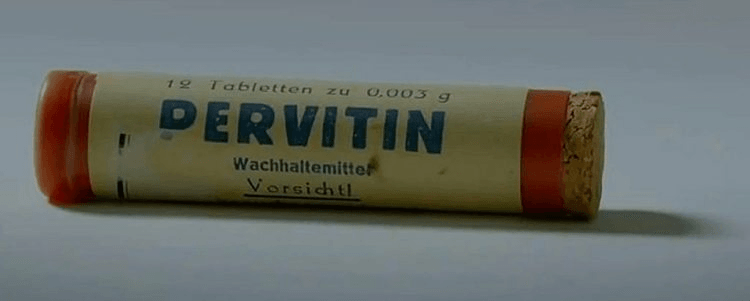 12 Tabletten zu 0,003 g
PERVITIN
Wachhaltemittel
Vorsicht!